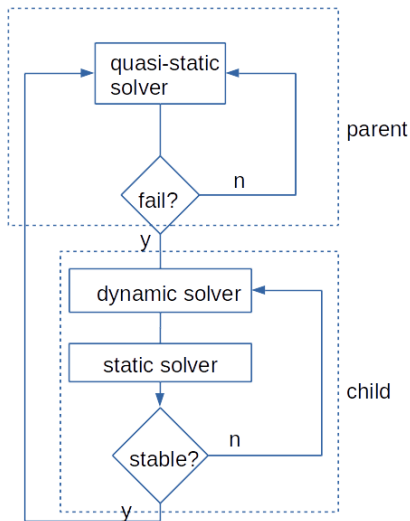 quasi-static
solver
parent
n
fail?
y
dynamic solver
static solver
child
n
stable?
y